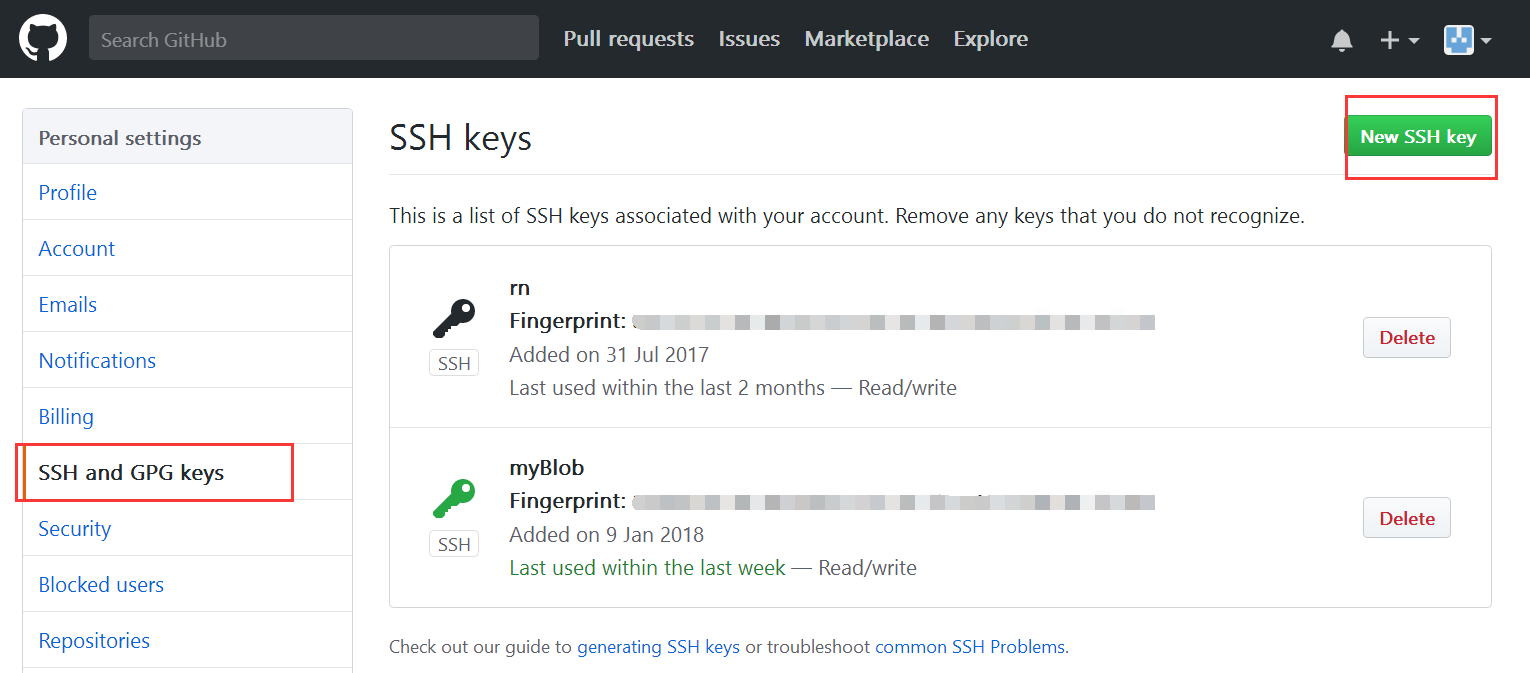 Search GitHub
Pull requests
Issues
Marketplace
Explore
Personal settings
Profile
Account
Emails
Notifications
Billing
SSH and GPG keys
Security
Blocked users
Repositories
SSH keys
New SSH key
This is a list of SSH keys associated with your account. Remove any keys that you do not recognize.
rn
Fingerprint:
Added on 31 Jul 2017
Last used within the last 2 months — Read/write
SSH
Delete
myBlob
Fingerprint:
Added on 9 Jan 2018
Last used within the last week — Read/write
SSH
Delete
Check out our guide to generating SSH keys or troubleshoot common SSH Problems.